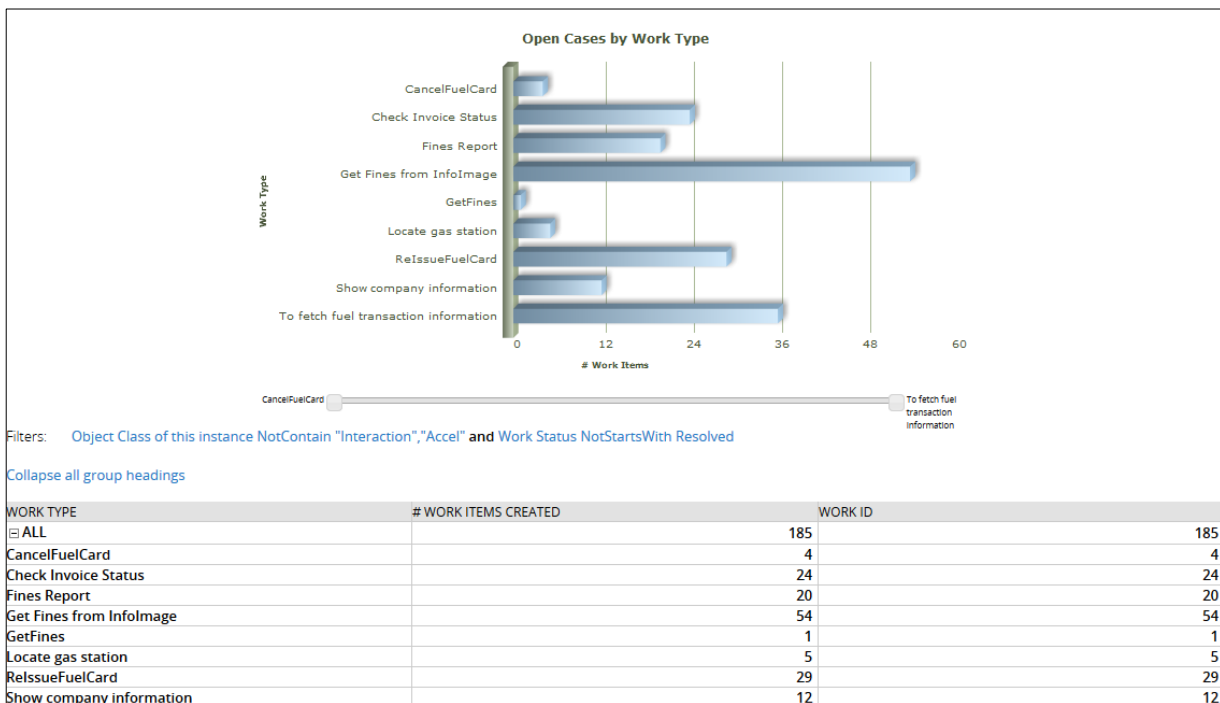 Open Cases by Work Type
CancelFuelCard
Check Invoice Status
Fines Report
Get Fines from InfoImage
GetFines
Locate gas station
ReIssueFuelCard
Show company information
To fetch fuel transaction information
Work Type
0 12 24 36 48 60
# Work Items
CancelFuelCard To fetch fuel
transaction
information
Filters: Object Class of this instance NotContain "Interaction","Accel" and Work Status NotStartsWith Resolved
Collapse all group headings
WORK TYPE # WORK ITEMS CREATED WORK ID
ALL 185 185
CancelFuelCard 4 4
Check Invoice Status 24 24
Fines Report 20 20
Get Fines from InfoImage 54 54
GetFines 1 1
Locate gas station 5 5
ReIssueFuelCard 29 29
Show company information 12 12